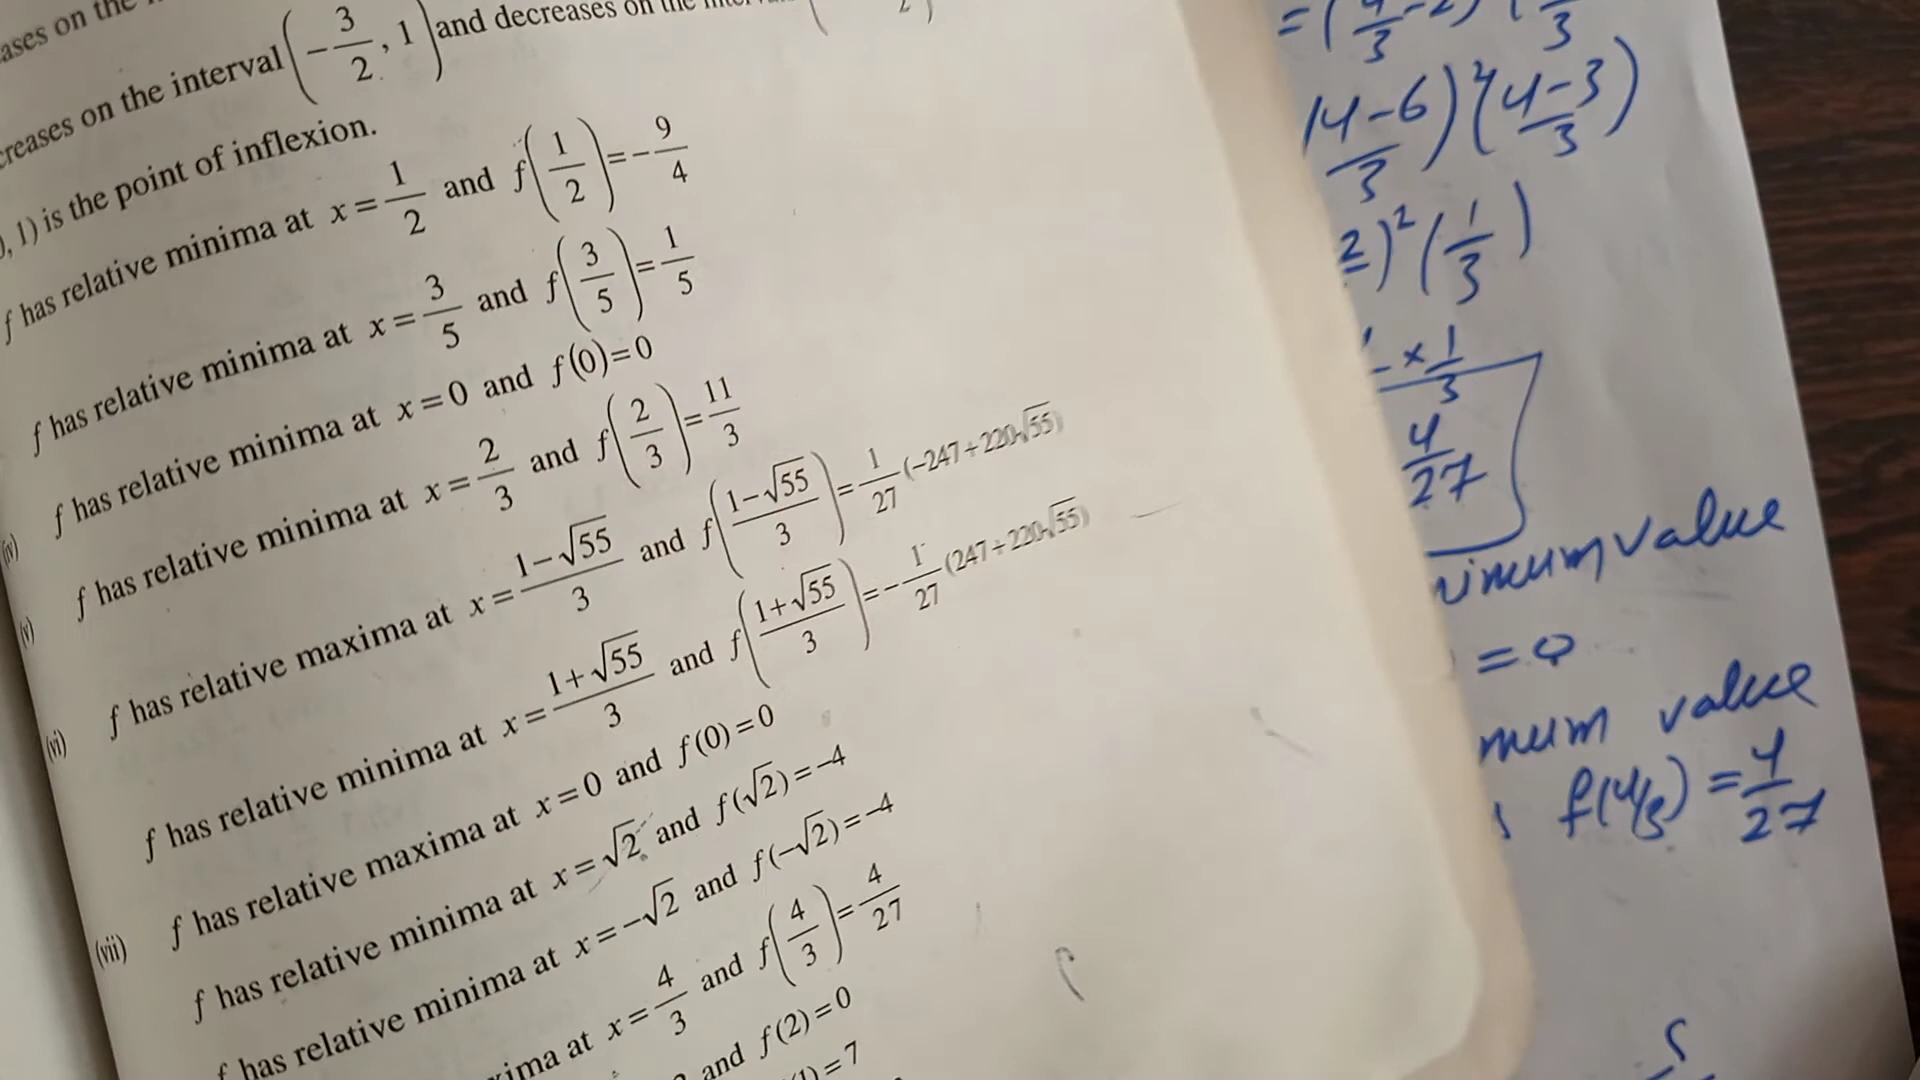 ases on the
creases on the interval (-3/2, 1) and decreases on the
, 1) is the point of inflexion.
f has relative minima at x = 1/2 and f(1/2) = -9/4
f has relative minima at x = 3/5 and f(3/5) = 1/5
(iv) f has relative minima at x = 0 and f(0) = 0
(v) f has relative minima at x = 2/3 and f(2/3) = 11/3
(vi) f has relative maxima at x = (1-√55)/3 and f((1-√55)/3) = 1/27 (-247+220√55)
f has relative minima at x = (1+√55)/3 and f((1+√55)/3) = -1/27 (247+220√55)
(vii) f has relative maxima at x = 0 and f(0) = 0
f has relative minima at x = √2 and f(√2) = -4
f has relative minima at x = -√2 and f(-√2) = -4
xima at x = 4/3 and f(4/3) = 4/27
and f(2) = 0
(1) = 7
(4-6)/3)² ((4-3)/3)
2)² (1/3)
× 1/3
4/27
nimum value
= 0
mum value
f(4/3) = 4/27